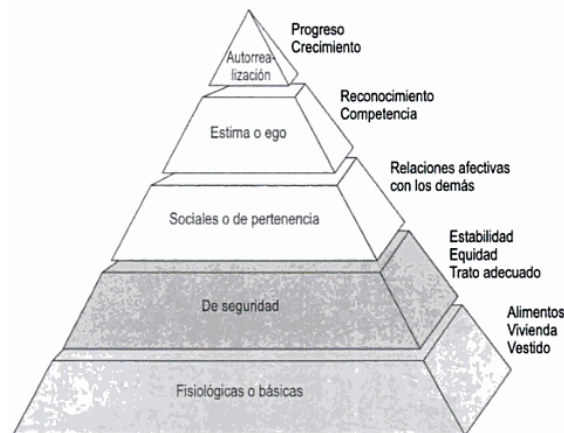 Progreso
Crecimiento
Autorrea-
lización
Reconocimiento
Competencia
Estima o ego
Relaciones afectivas
con los demás
Sociales o de pertenencia
Estabilidad
Equidad
Trato adecuado
De seguridad
Alimentos
Vivienda
Vestido
Fisiológicas o básicas